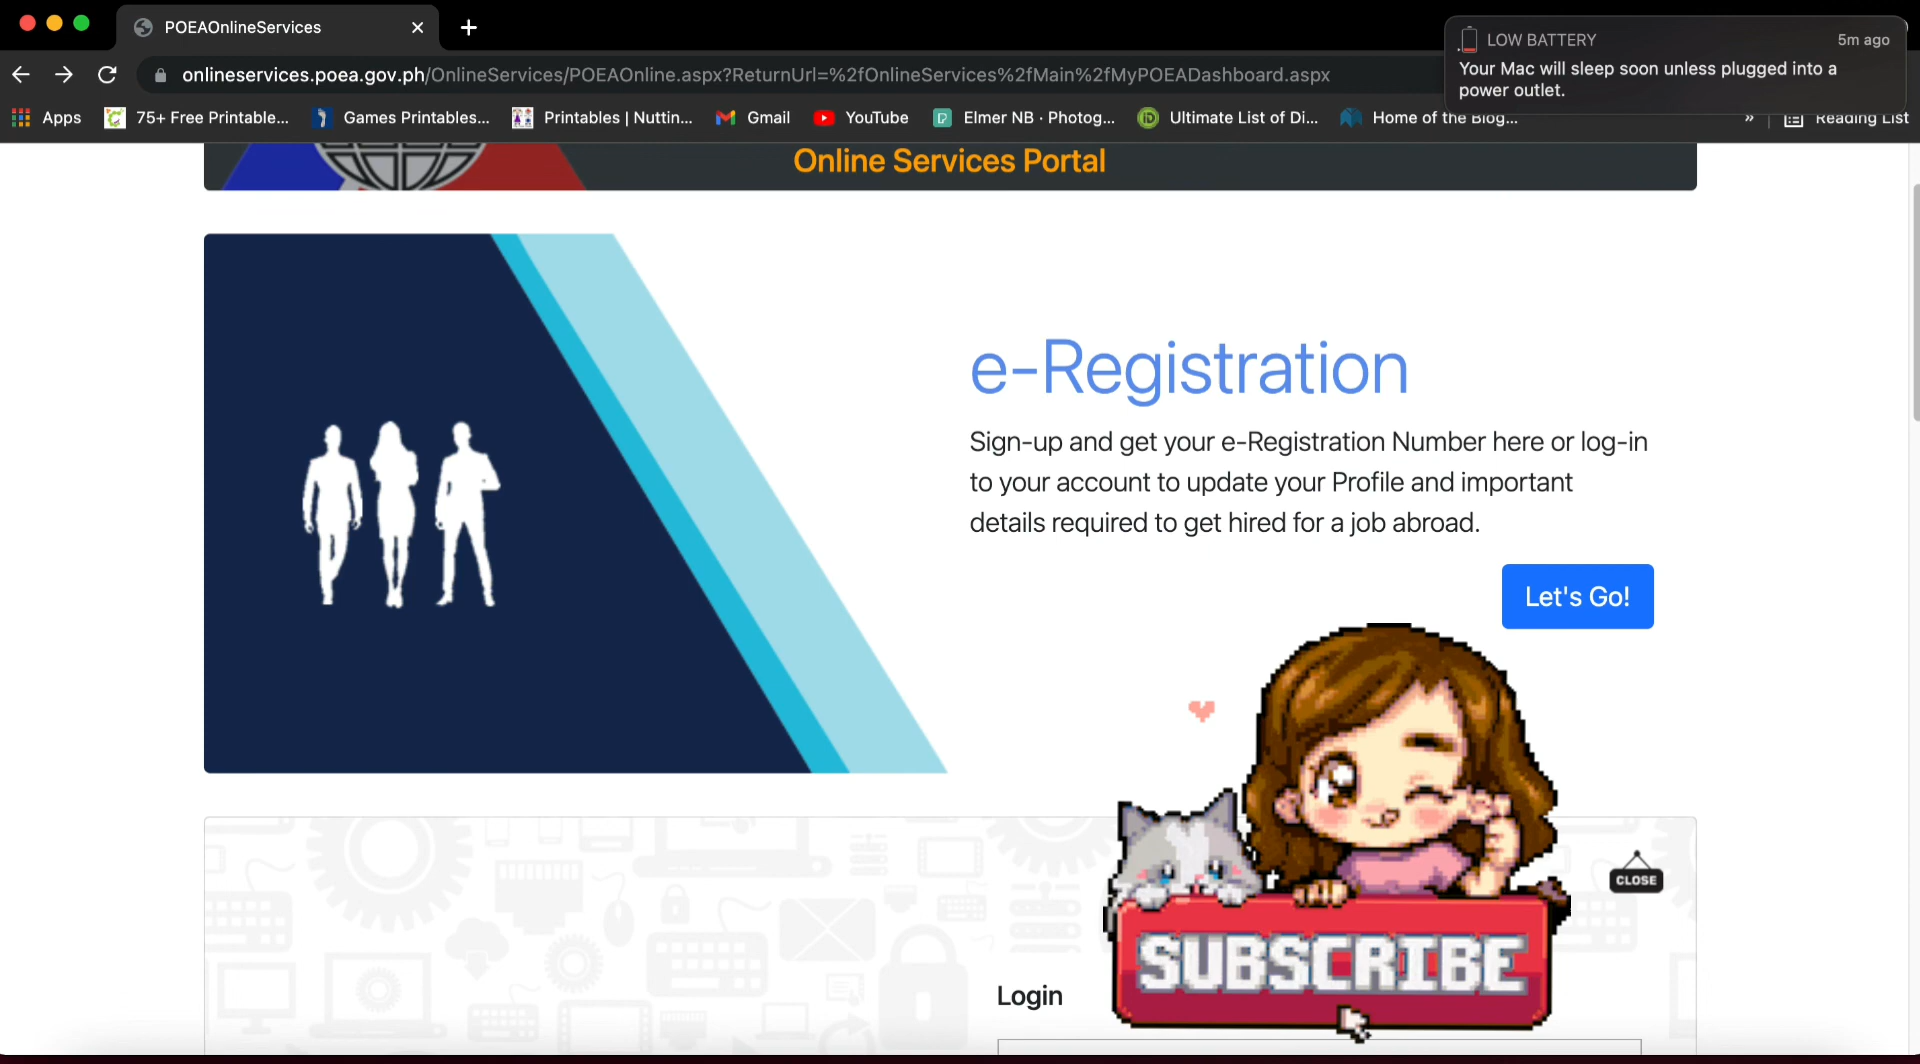 POEAOnlineServices
LOW BATTERY
5m ago
Your Mac will sleep soon unless plugged into a
power outlet.
onlineservices.poea.gov.ph/OnlineServices/POEAOnline.aspx?ReturnUrl=%2fOnlineServices%2fMain%2fMyPOEADashboard.aspx
Apps
75+ Free Printable...
Games Printables...
Printables | Nuttin...
Gmail
YouTube
Elmer NB · Photog...
Ultimate List of Di...
Home of the Blog...
»
Reading List
Online Services Portal
e-Registration
Sign-up and get your e-Registration Number here or log-in
to your account to update your Profile and important
details required to get hired for a job abroad.
Let's Go!
CLOSE
SUBSCRIBE
Login